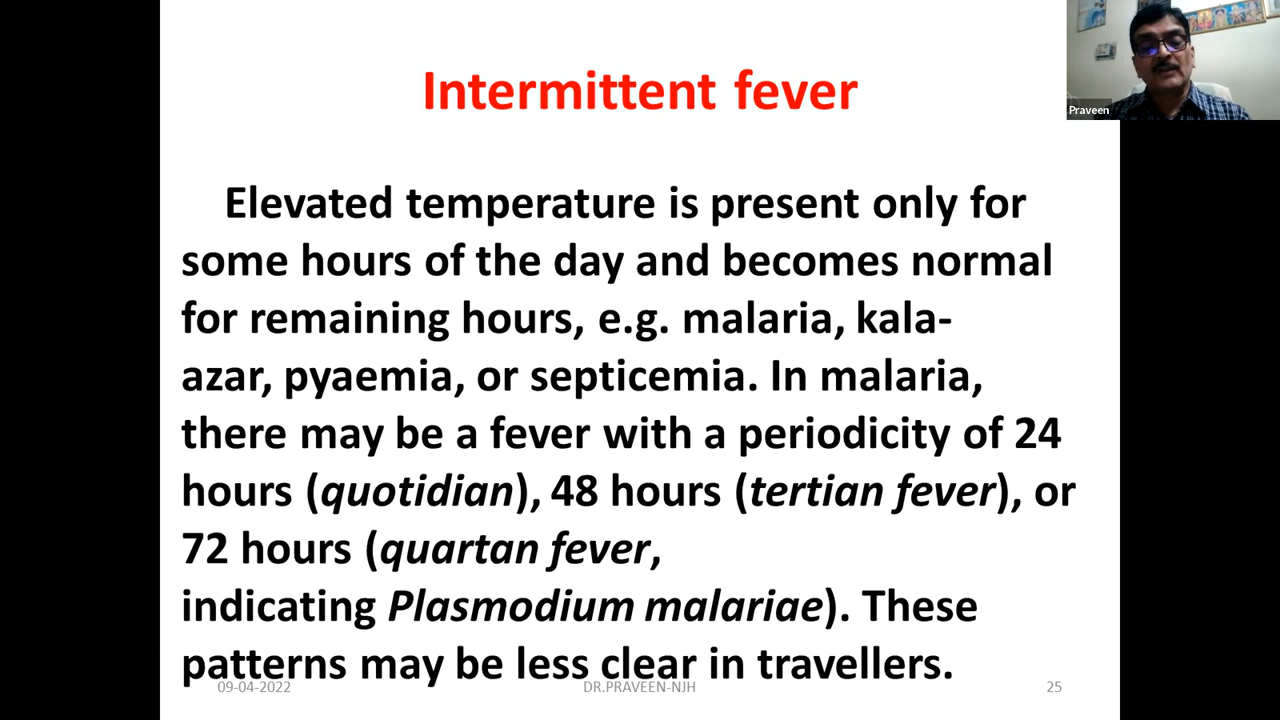 Intermittent fever
Praveen
Elevated temperature is present only for
some hours of the day and becomes normal
for remaining hours, e.g. malaria, kala-
azar, pyaemia, or septicemia. In malaria,
there may be a fever with a periodicity of 24
hours (quotidian), 48 hours (tertian fever), or
72 hours (quartan fever,
indicating Plasmodium malariae). These
patterns may be less clear in travellers.
09-04-2022
DR.PRAVEEN-NJH
25